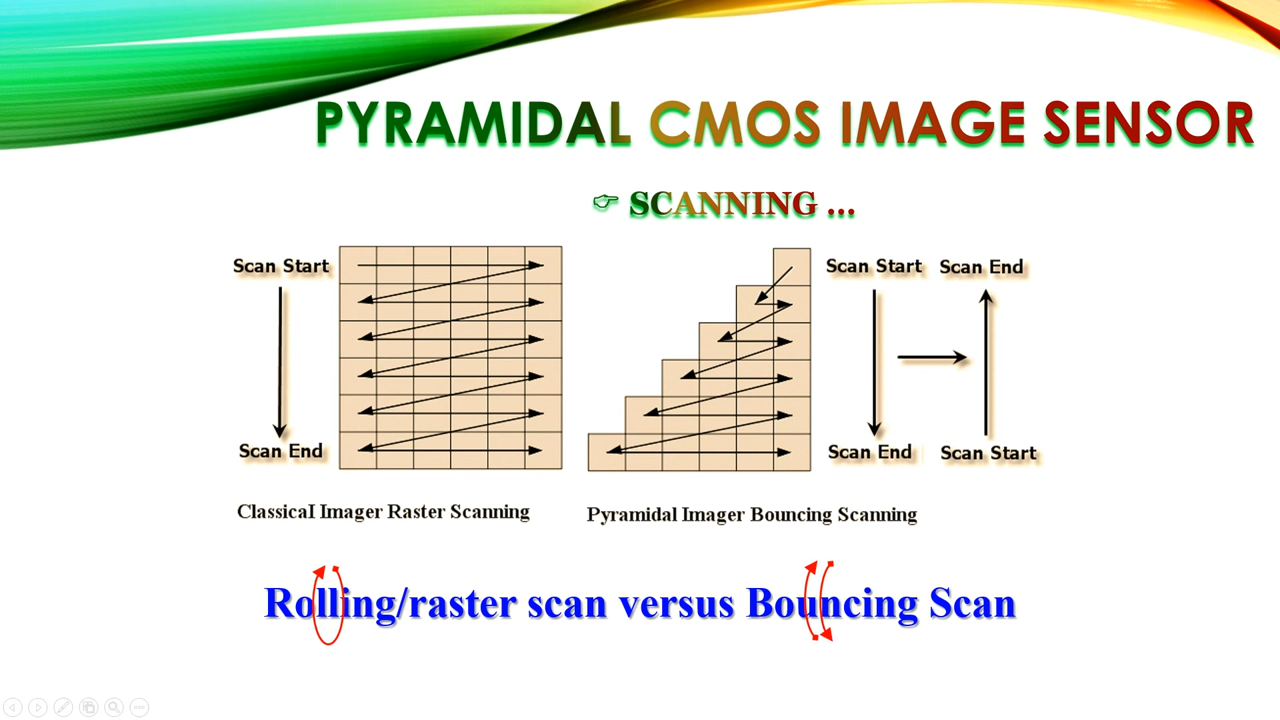 PYRAMIDAL CMOS IMAGE SENSOR
☞ SCANNING ...
Scan Start
Scan End
Classical Imager Raster Scanning
Scan Start Scan End
Scan End Scan Start
Pyramidal Imager Bouncing Scanning
Rolling/raster scan versus Bouncing Scan